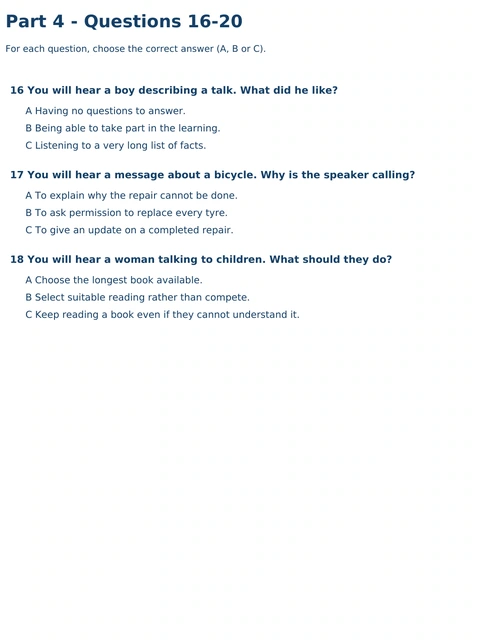 Part 4 - Questions 16-20
For each question, choose the correct answer (A, B or C).
16 You will hear a boy describing a talk. What did he like?
A Having no questions to answer.
B Being able to take part in the learning.
C Listening to a very long list of facts.
17 You will hear a message about a bicycle. Why is the speaker calling?
A To explain why the repair cannot be done.
B To ask permission to replace every tyre.
C To give an update on a completed repair.
18 You will hear a woman talking to children. What should they do?
A Choose the longest book available.
B Select suitable reading rather than compete.
C Keep reading a book even if they cannot understand it.